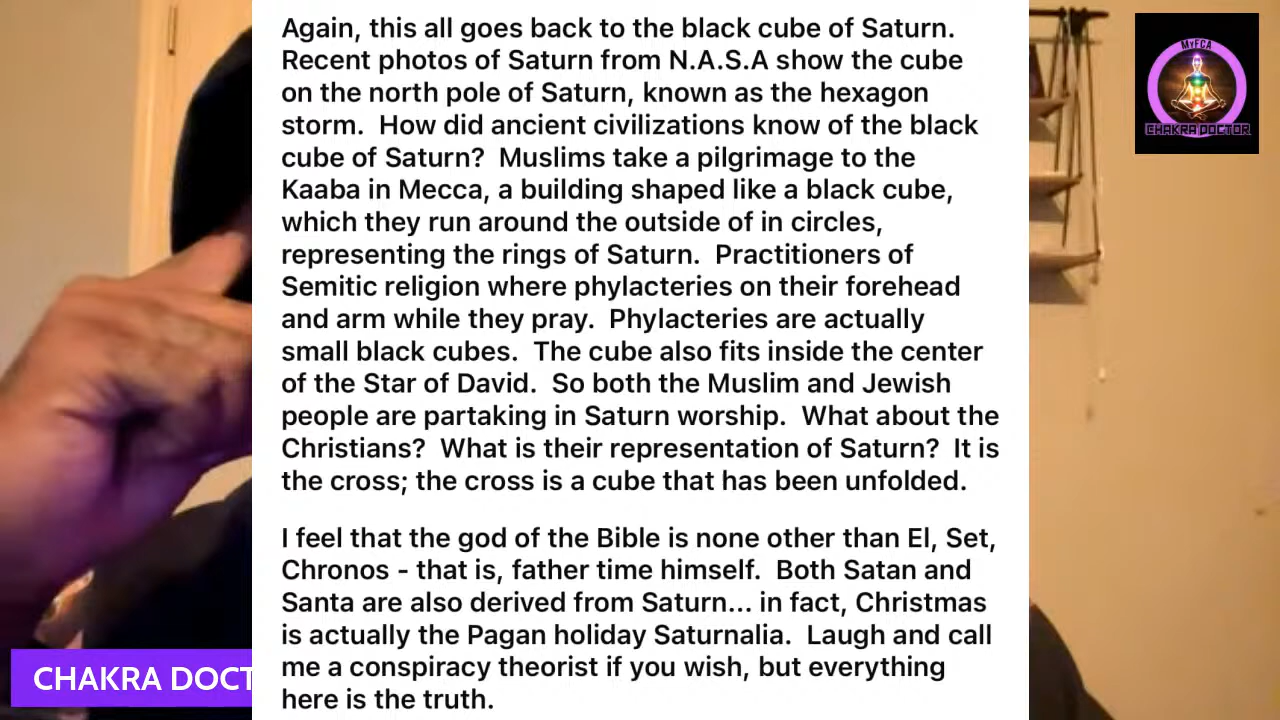 Again, this all goes back to the black cube of Saturn.
Recent photos of Saturn from N.A.S.A show the cube
on the north pole of Saturn, known as the hexagon
storm.  How did ancient civilizations know of the black
cube of Saturn?  Muslims take a pilgrimage to the
Kaaba in Mecca, a building shaped like a black cube,
which they run around the outside of in circles,
representing the rings of Saturn.  Practitioners of
Semitic religion where phylacteries on their forehead
and arm while they pray.  Phylacteries are actually
small black cubes.  The cube also fits inside the center
of the Star of David.  So both the Muslim and Jewish
people are partaking in Saturn worship.  What about the
Christians?  What is their representation of Saturn?  It is
the cross; the cross is a cube that has been unfolded.
I feel that the god of the Bible is none other than El, Set,
Chronos - that is, father time himself.  Both Satan and
Santa are also derived from Saturn... in fact, Christmas
is actually the Pagan holiday Saturnalia.  Laugh and call
me a conspiracy theorist if you wish, but everything
here is the truth.
MYFCA
CHAKRA DOCTOR
CHAKRA DOCT